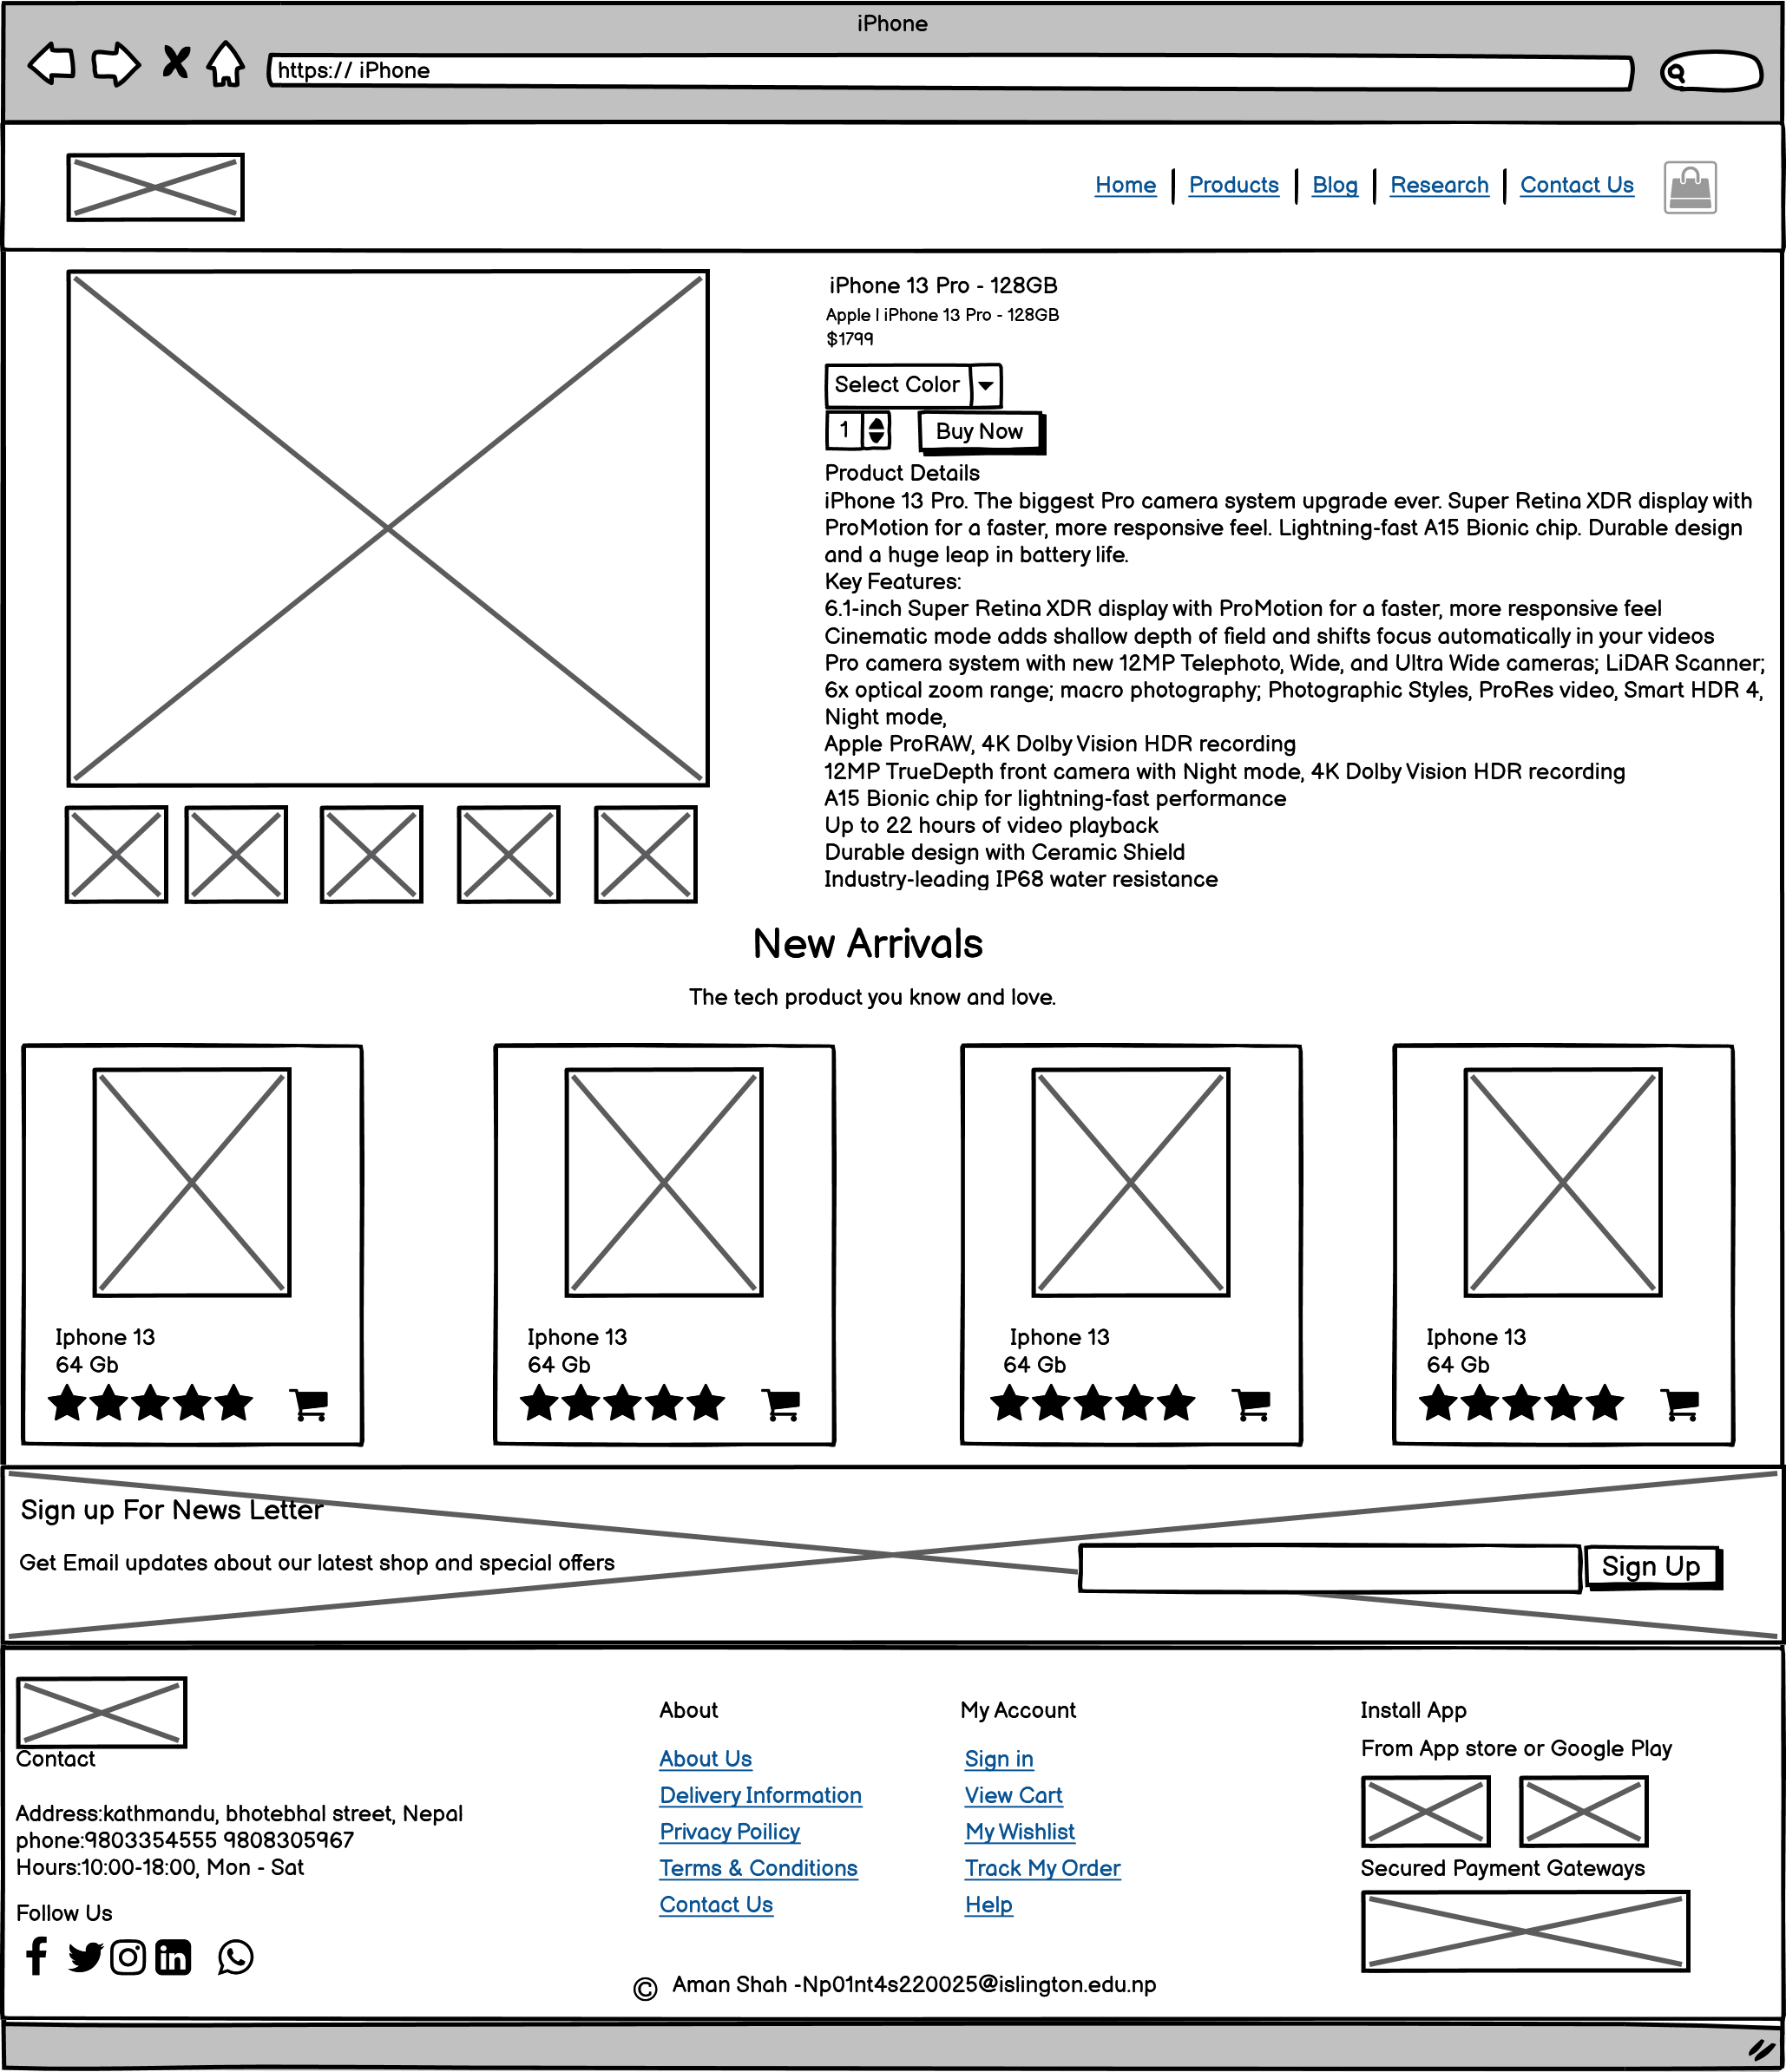 iPhone
https:// iPhone
Home Products Blog Research Contact Us
iPhone 13 Pro - 128GB
Apple | iPhone 13 Pro - 128GB
$1799
Select Color
1 Buy Now
Product Details
iPhone 13 Pro. The biggest Pro camera system upgrade ever. Super Retina XDR display with
ProMotion for a faster, more responsive feel. Lightning-fast A15 Bionic chip. Durable design
and a huge leap in battery life.
Key Features:
6.1-inch Super Retina XDR display with ProMotion for a faster, more responsive feel
Cinematic mode adds shallow depth of field and shifts focus automatically in your videos
Pro camera system with new 12MP Telephoto, Wide, and Ultra Wide cameras; LiDAR Scanner;
6x optical zoom range; macro photography; Photographic Styles, ProRes video, Smart HDR 4,
Night mode,
Apple ProRAW, 4K Dolby Vision HDR recording
12MP TrueDepth front camera with Night mode, 4K Dolby Vision HDR recording
A15 Bionic chip for lightning-fast performance
Up to 22 hours of video playback
Durable design with Ceramic Shield
Industry-leading IP68 water resistance
New Arrivals
The tech product you know and love.
Iphone 13
64 Gb
Iphone 13
64 Gb
Iphone 13
64 Gb
Iphone 13
64 Gb
Sign up For News Letter
Get Email updates about our latest shop and special offers
Sign Up
Contact
Address:kathmandu, bhotebhal street, Nepal
phone:9803354555 9808305967
Hours:10:00-18:00, Mon - Sat
Follow Us
About
About Us
Delivery Information
Privacy Poilicy
Terms & Conditions
Contact Us
My Account
Sign in
View Cart
My Wishlist
Track My Order
Help
Install App
From App store or Google Play
Secured Payment Gateways
© Aman Shah -Np01nt4s220025@islington.edu.np